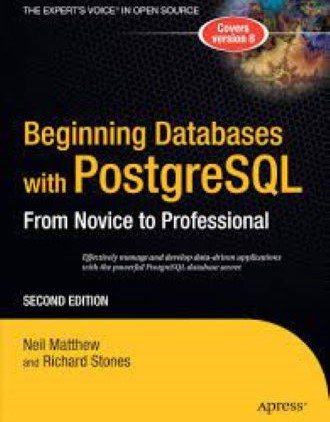 THE EXPERT'S VOICE® IN OPEN SOURCE
Covers
version 8
Beginning Databases
with PostgreSQL
From Novice to Professional
Effectively manage and develop data-driven applications
with the powerful PostgreSQL database server
SECOND EDITION
Neil Matthew
and Richard Stones
Apress®